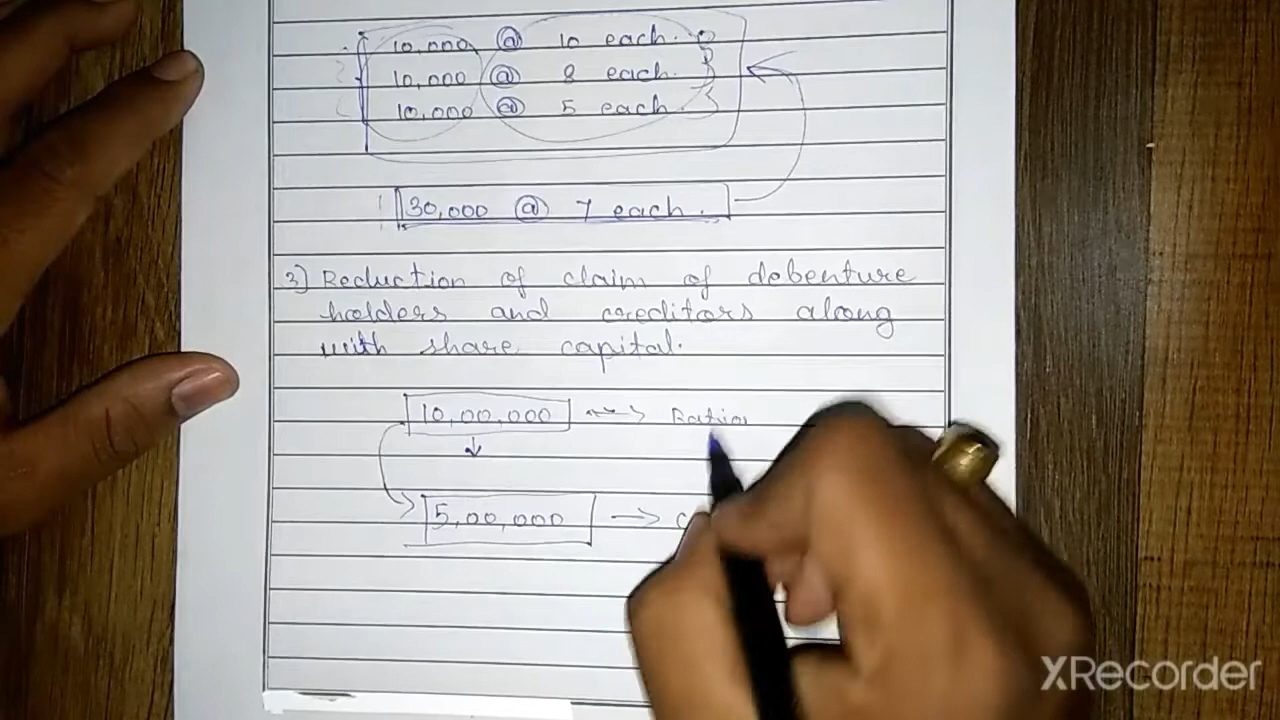 10,000 @ 10 each.
10,000 @ 8 each.
10,000 @ 5 each.
30,000 @ 7 each.
3) Reduction of claim of debenture
holders and creditors along
with share capital.
10,00,000
5,00,000
XRecorder